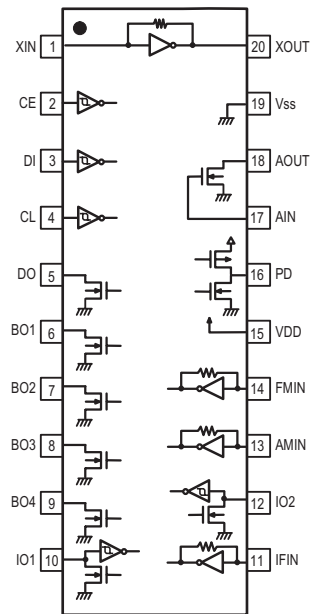 XIN 1
CE 2
DI 3
CL 4
DO 5
BO1 6
BO2 7
BO3 8
BO4 9
IO1 10
20 XOUT
19 Vss
18 AOUT
17 AIN
16 PD
15 VDD
14 FMIN
13 AMIN
12 IO2
11 IFIN